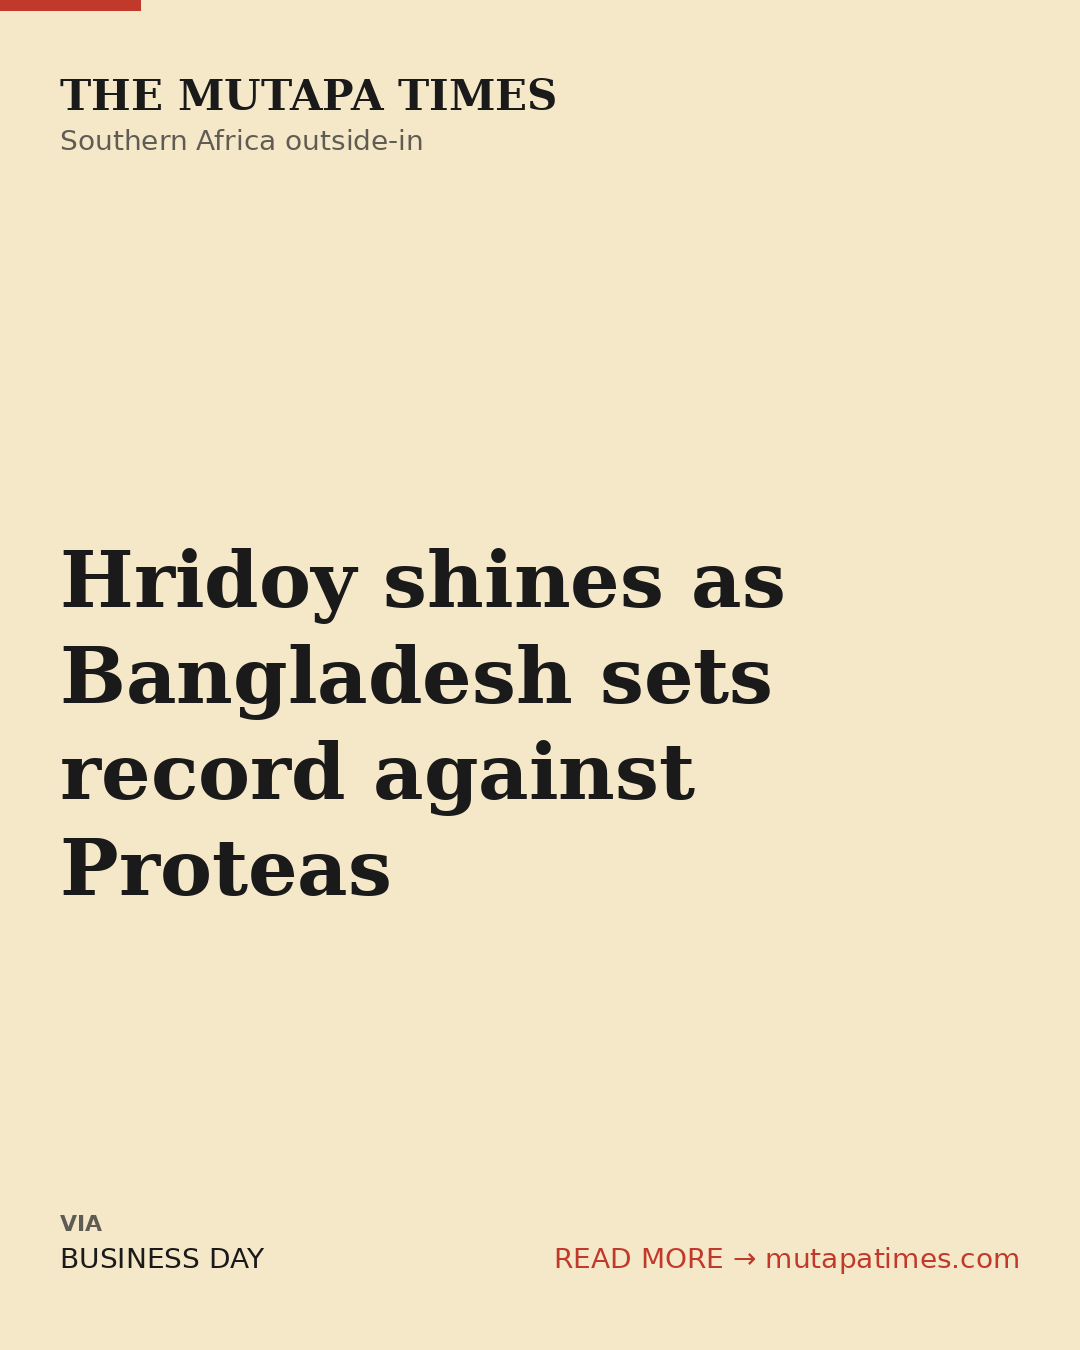 THE MUTAPA TIMES
Southern Africa outside-in
Hridoy shines as
Bangladesh sets
record against
Proteas
VIA
BUSINESS DAY
READ MORE → mutapatimes.com